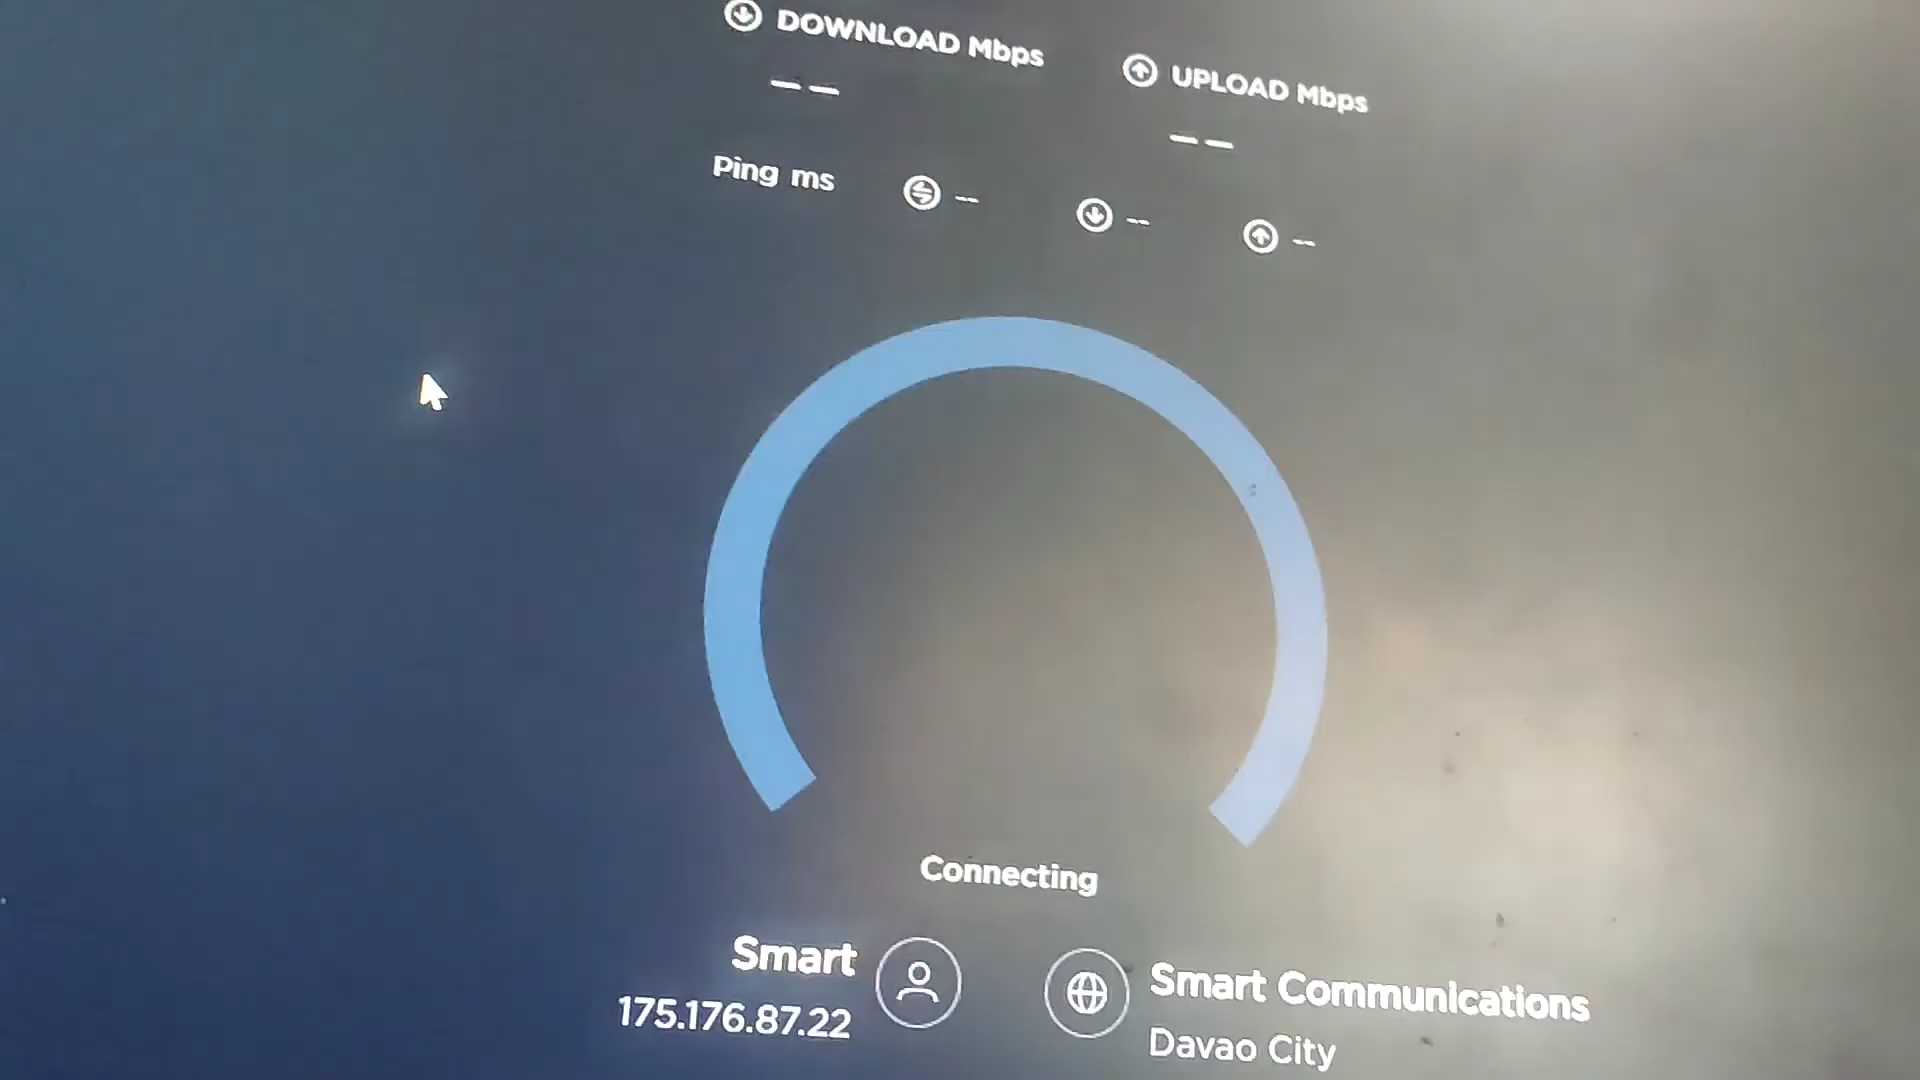 DOWNLOAD Mbps
UPLOAD Mbps
— —
— —
Ping ms -- -- --
Connecting
Smart
175.176.87.22
Smart Communications
Davao City